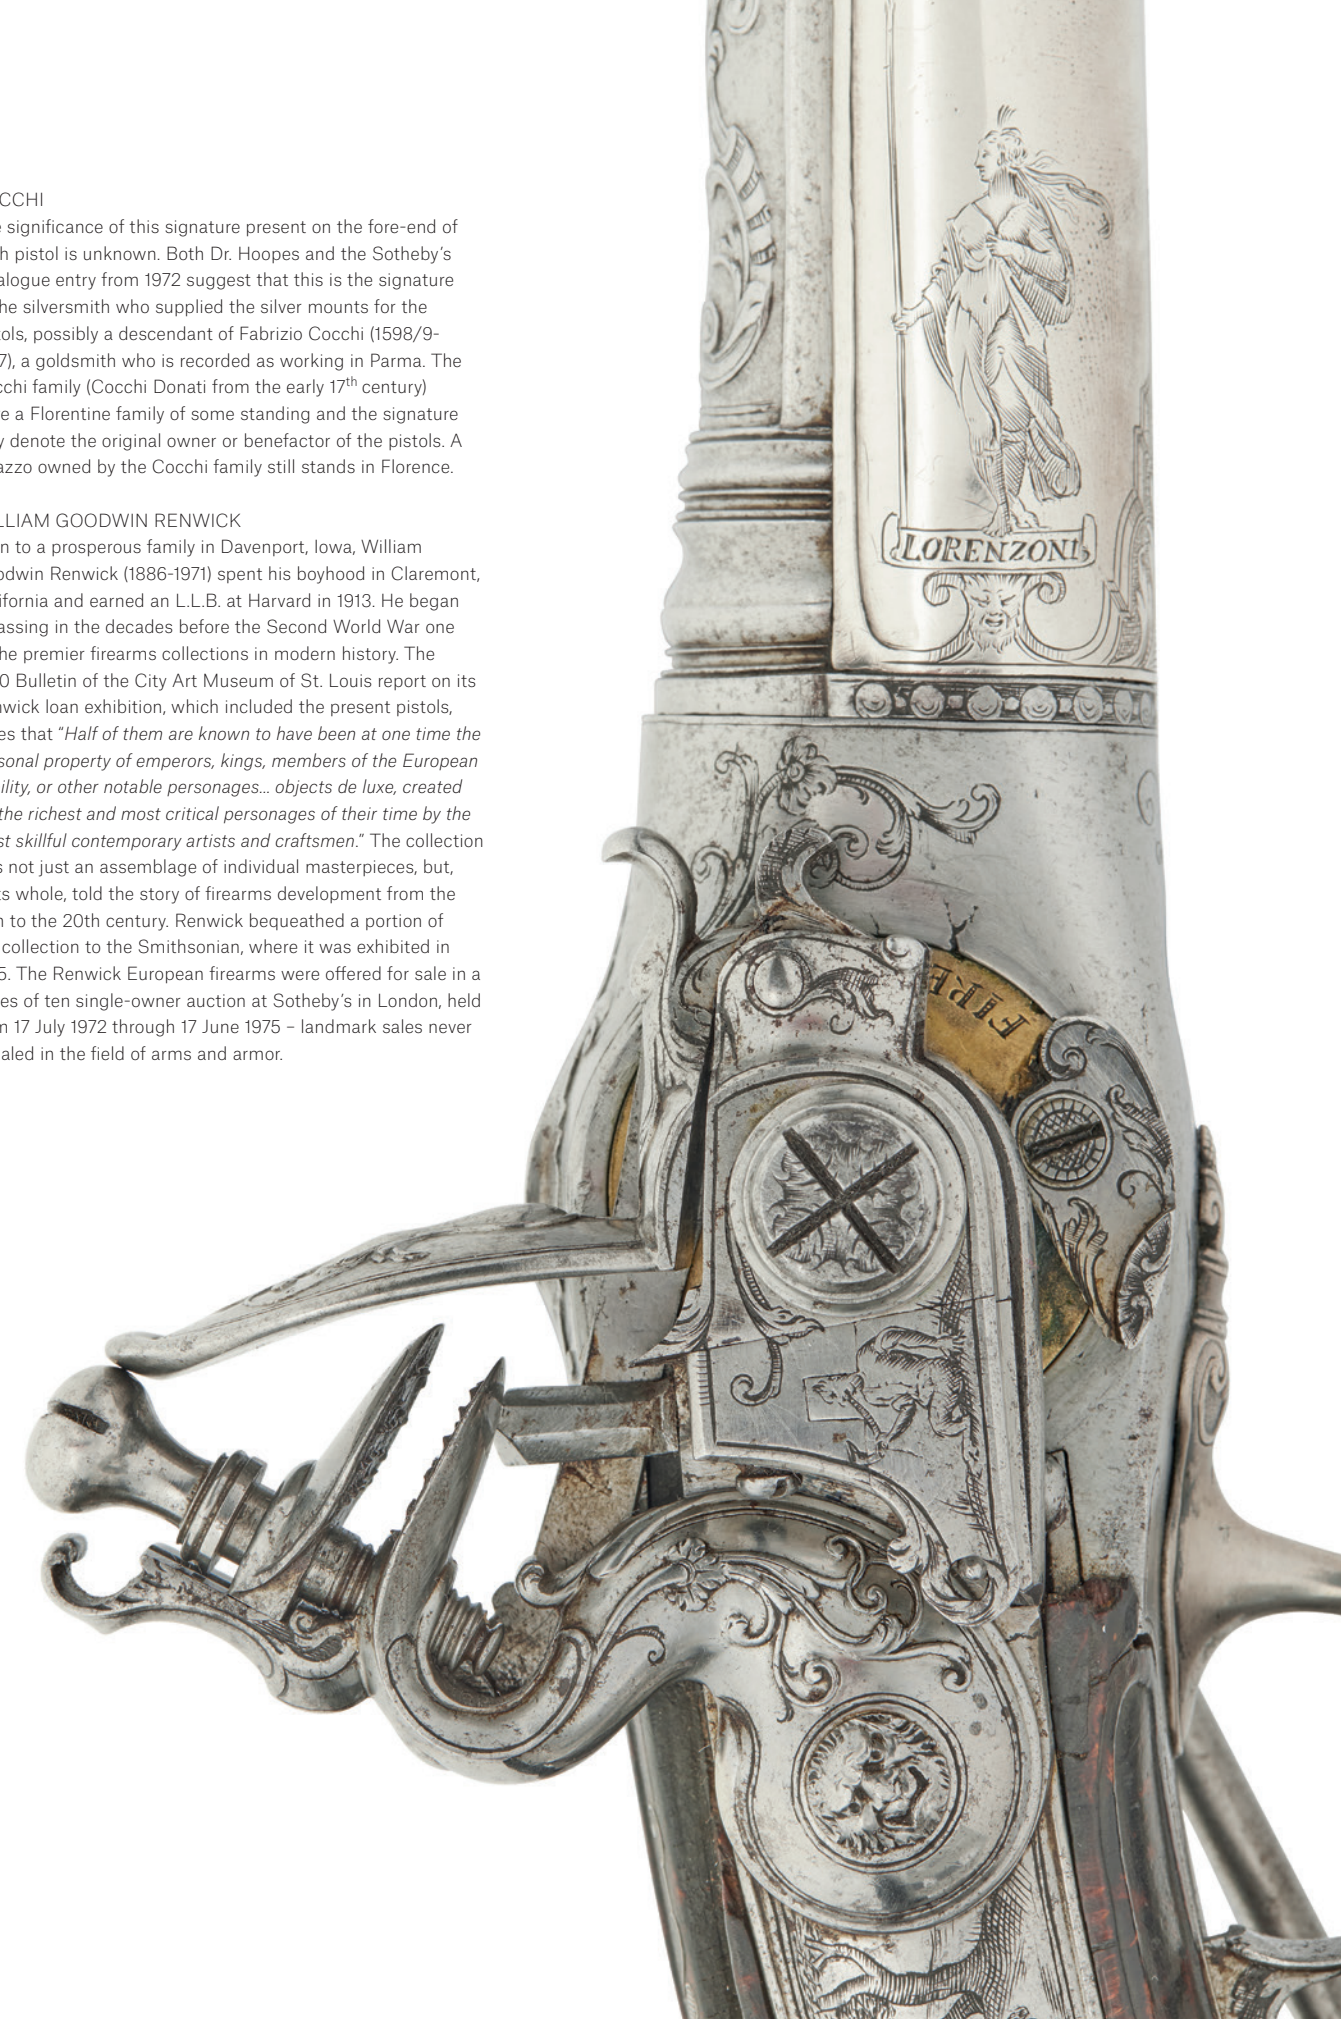 CCHI
e significance of this signature present on the fore-end of
h pistol is unknown. Both Dr. Hoopes and the Sotheby's
alogue entry from 1972 suggest that this is the signature
he silversmith who supplied the silver mounts for the
ols, possibly a descendant of Fabrizio Cocchi (1598/9-
7), a goldsmith who is recorded as working in Parma. The
cchi family (Cocchi Donati from the early 17th century)
e a Florentine family of some standing and the signature
y denote the original owner or benefactor of the pistols. A
azzo owned by the Cocchi family still stands in Florence.
LLIAM GOODWIN RENWICK
n to a prosperous family in Davenport, Iowa, William
odwin Renwick (1886-1971) spent his boyhood in Claremont,
ifornia and earned an L.L.B. at Harvard in 1913. He began
assing in the decades before the Second World War one
he premier firearms collections in modern history. The
0 Bulletin of the City Art Museum of St. Louis report on its
nwick loan exhibition, which included the present pistols,
es that “Half of them are known to have been at one time the
sonal property of emperors, kings, members of the European
ility, or other notable personages... objects de luxe, created
the richest and most critical personages of their time by the
st skillful contemporary artists and craftsmen.” The collection
s not just an assemblage of individual masterpieces, but,
ts whole, told the story of firearms development from the
h to the 20th century. Renwick bequeathed a portion of
collection to the Smithsonian, where it was exhibited in
5. The Renwick European firearms were offered for sale in a
es of ten single-owner auction at Sotheby's in London, held
m 17 July 1972 through 17 June 1975 – landmark sales never
aled in the field of arms and armor.
LORENZONI
FIRE